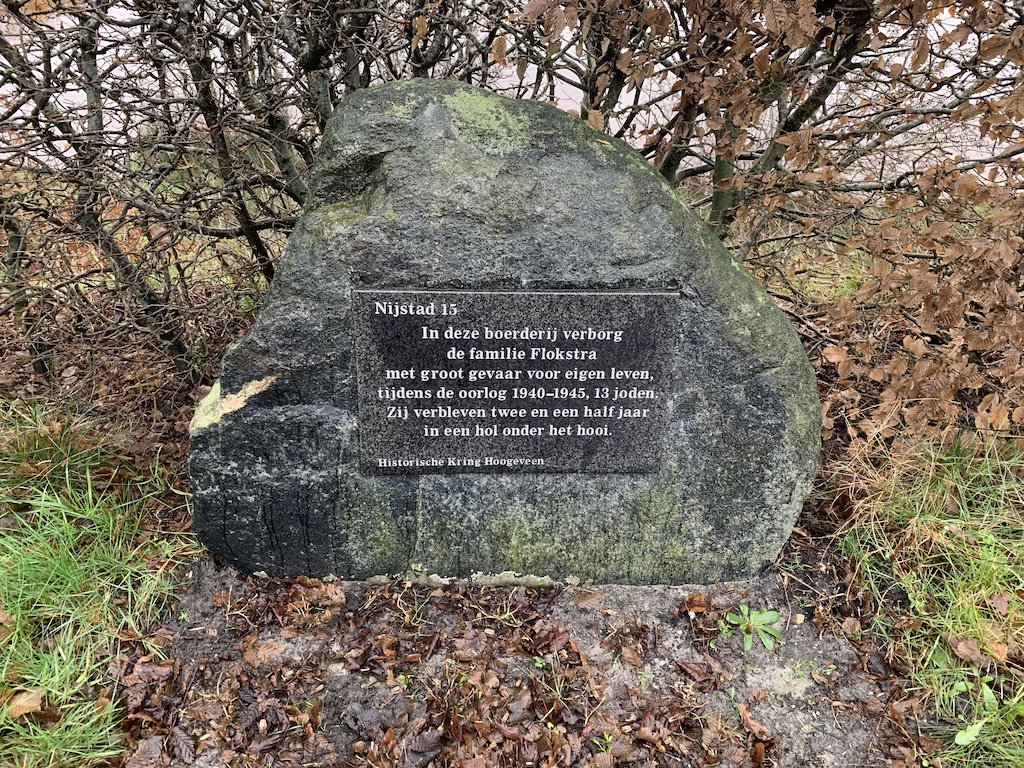 Nijstad 15
In deze boerderij verborg
de familie Flokstra
met groot gevaar voor eigen leven,
tijdens de oorlog 1940-1945, 13 joden.
Zij verbleven twee en een half jaar
in een hol onder het hooi.
Historische Kring Hoogeveen